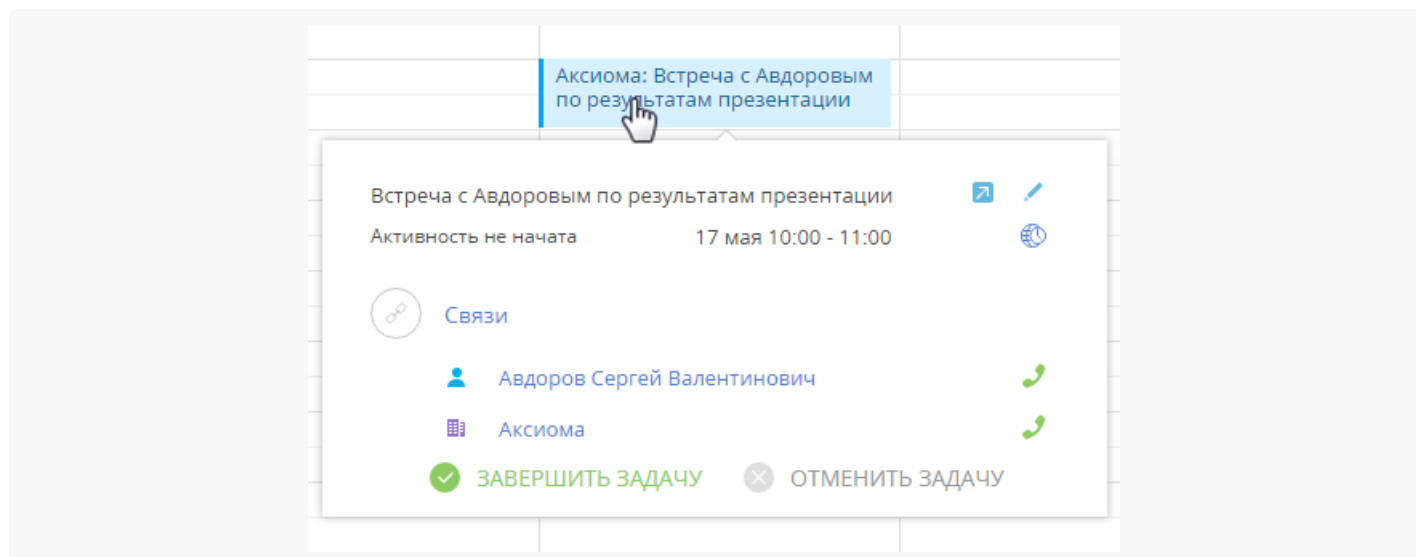 Аксиома: Встреча с Авдоровым
по результатам презентации
Встреча с Авдоровым по результатам презентации
Активность не начата 17 мая 10:00 - 11:00
Связи
Авдоров Сергей Валентинович
Аксиома
ЗАВЕРШИТЬ ЗАДАЧУ ОТМЕНИТЬ ЗАДАЧУ